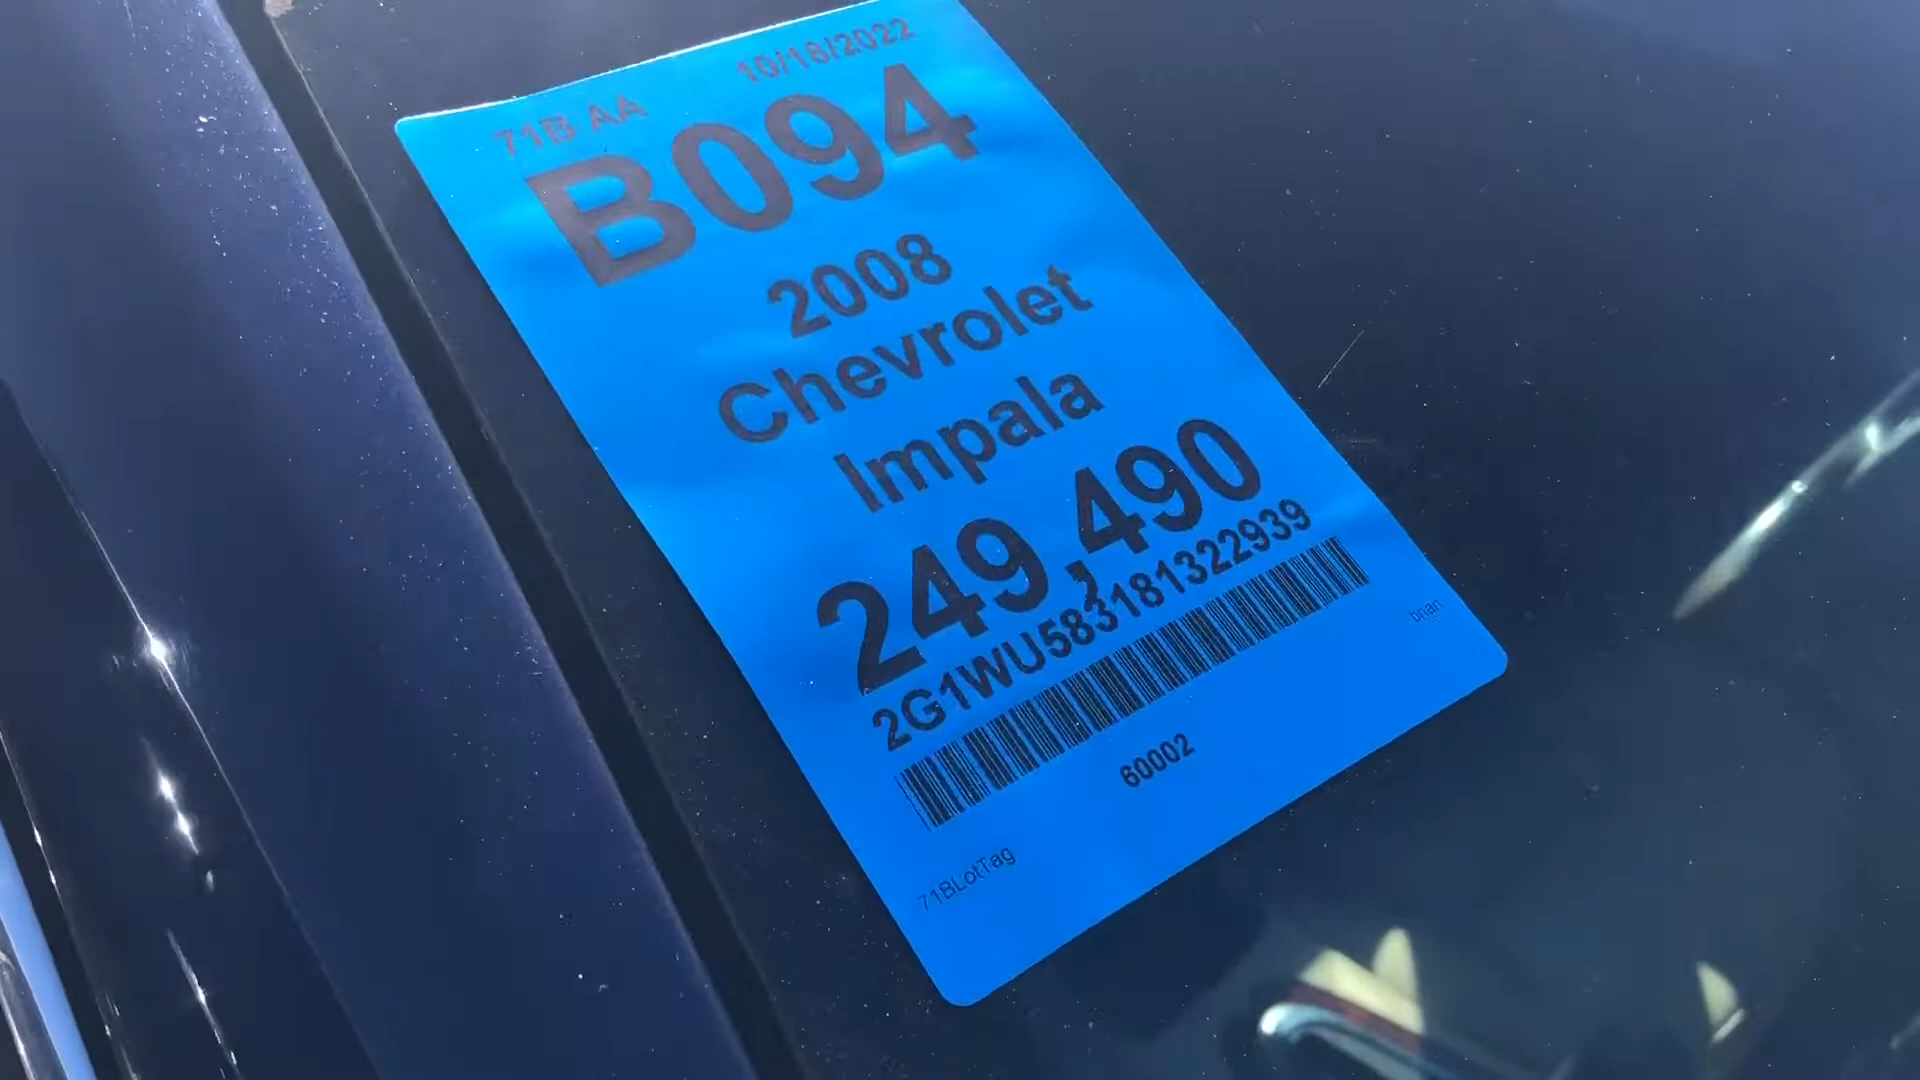 71B AA 10/18/2022
B094
2008
Chevrolet
Impala
249,490
2G1WU583181322939
60002
brian
71BLotTag